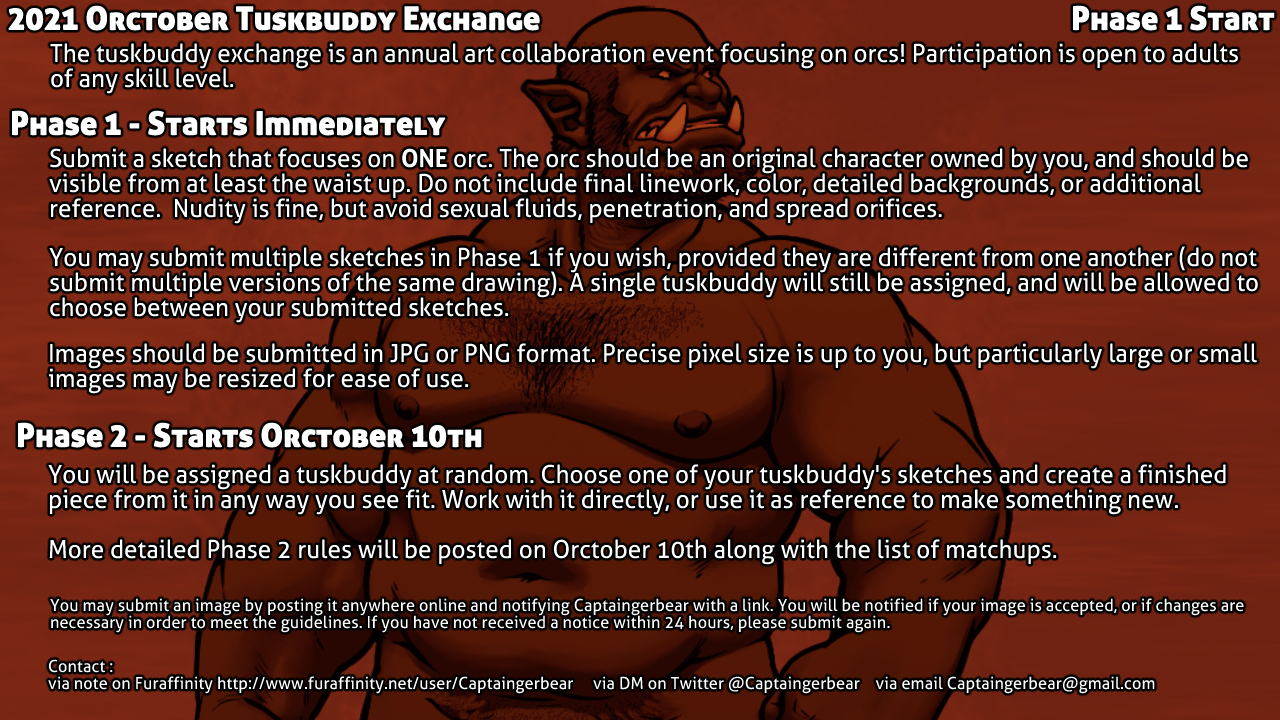 2021 Orctober Tuskbuddy Exchange
Phase 1 Start
The tuskbuddy exchange is an annual art collaboration event focusing on orcs! Participation is open to adults
of any skill level.
Phase 1 - Starts Immediately
Submit a sketch that focuses on ONE orc. The orc should be an original character owned by you, and should be
visible from at least the waist up. Do not include final linework, color, detailed backgrounds, or additional
reference.  Nudity is fine, but avoid sexual fluids, penetration, and spread orifices.
You may submit multiple sketches in Phase 1 if you wish, provided they are different from one another (do not
submit multiple versions of the same drawing). A single tuskbuddy will still be assigned, and will be allowed to
choose between your submitted sketches.
Images should be submitted in JPG or PNG format. Precise pixel size is up to you, but particularly large or small
images may be resized for ease of use.
Phase 2 - Starts Orctober 10th
You will be assigned a tuskbuddy at random. Choose one of your tuskbuddy's sketches and create a finished
piece from it in any way you see fit. Work with it directly, or use it as reference to make something new.
More detailed Phase 2 rules will be posted on Orctober 10th along with the list of matchups.
You may submit an image by posting it anywhere online and notifying Captaingerbear with a link. You will be notified if your image is accepted, or if changes are
necessary in order to meet the guidelines. If you have not received a notice within 24 hours, please submit again.
Contact :
via note on Furaffinity http://www.furaffinity.net/user/Captaingerbear    via DM on Twitter @Captaingerbear   via email Captaingerbear@gmail.com